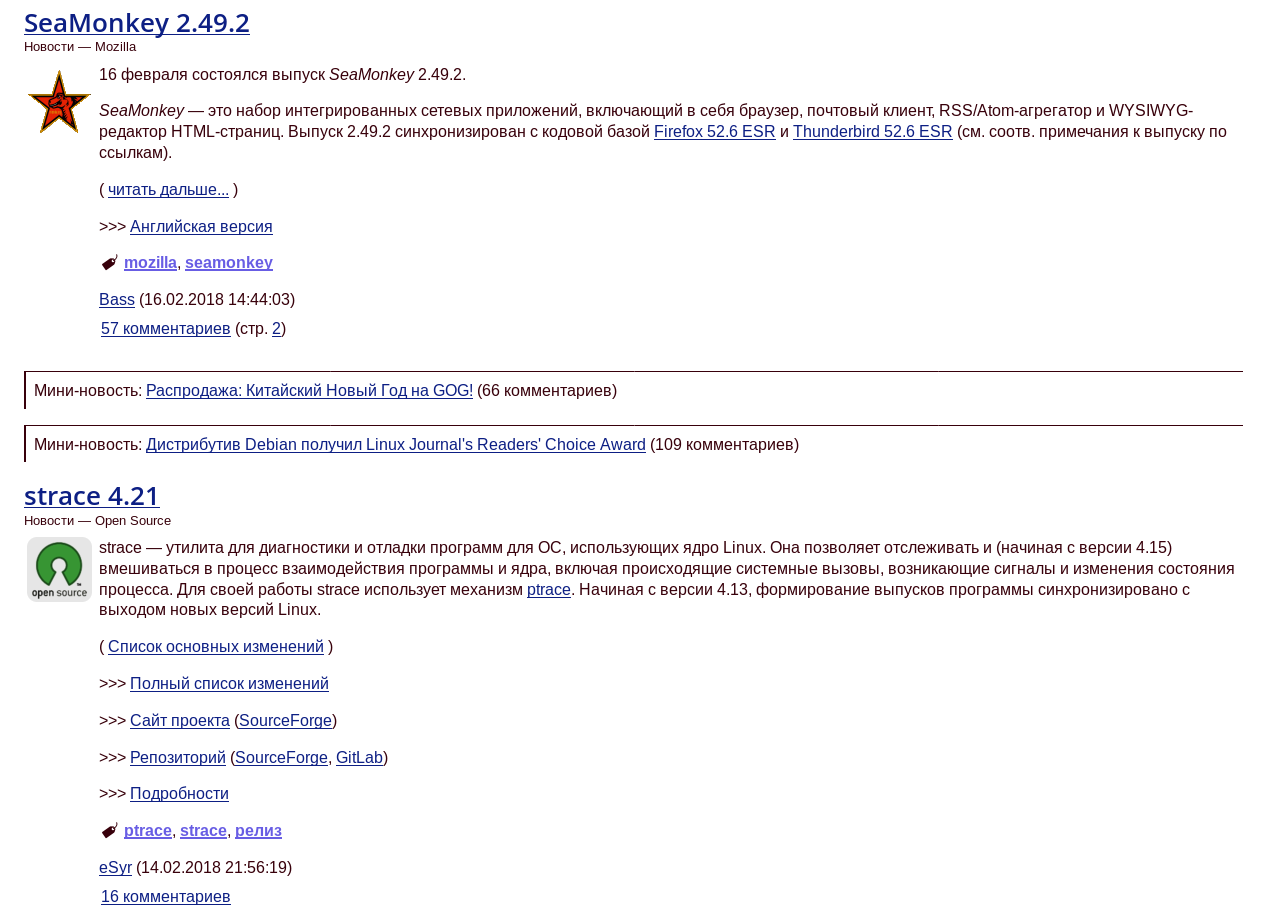 SeaMonkey 2.49.2
Новости — Mozilla
16 февраля состоялся выпуск SeaMonkey 2.49.2.
SeaMonkey — это набор интегрированных сетевых приложений, включающий в себя браузер, почтовый клиент, RSS/Atom-агрегатор и WYSIWYG-
редактор HTML-страниц. Выпуск 2.49.2 синхронизирован с кодовой базой Firefox 52.6 ESR и Thunderbird 52.6 ESR (см. соотв. примечания к выпуску по
ссылкам).
( читать дальше... )
>>> Английская версия
mozilla, seamonkey
Bass (16.02.2018 14:44:03)
57 комментариев (стр. 2)
Мини-новость: Распродажа: Китайский Новый Год на GOG! (66 комментариев)
Мини-новость: Дистрибутив Debian получил Linux Journal's Readers' Choice Award (109 комментариев)
strace 4.21
Новости — Open Source
strace — утилита для диагностики и отладки программ для ОС, использующих ядро Linux. Она позволяет отслеживать и (начиная с версии 4.15)
вмешиваться в процесс взаимодействия программы и ядра, включая происходящие системные вызовы, возникающие сигналы и изменения состояния
процесса. Для своей работы strace использует механизм ptrace. Начиная с версии 4.13, формирование выпусков программы синхронизировано с
выходом новых версий Linux.
open source
( Список основных изменений )
>>> Полный список изменений
>>> Сайт проекта (SourceForge)
>>> Репозиторий (SourceForge, GitLab)
>>> Подробности
ptrace, strace, релиз
eSyr (14.02.2018 21:56:19)
16 комментариев